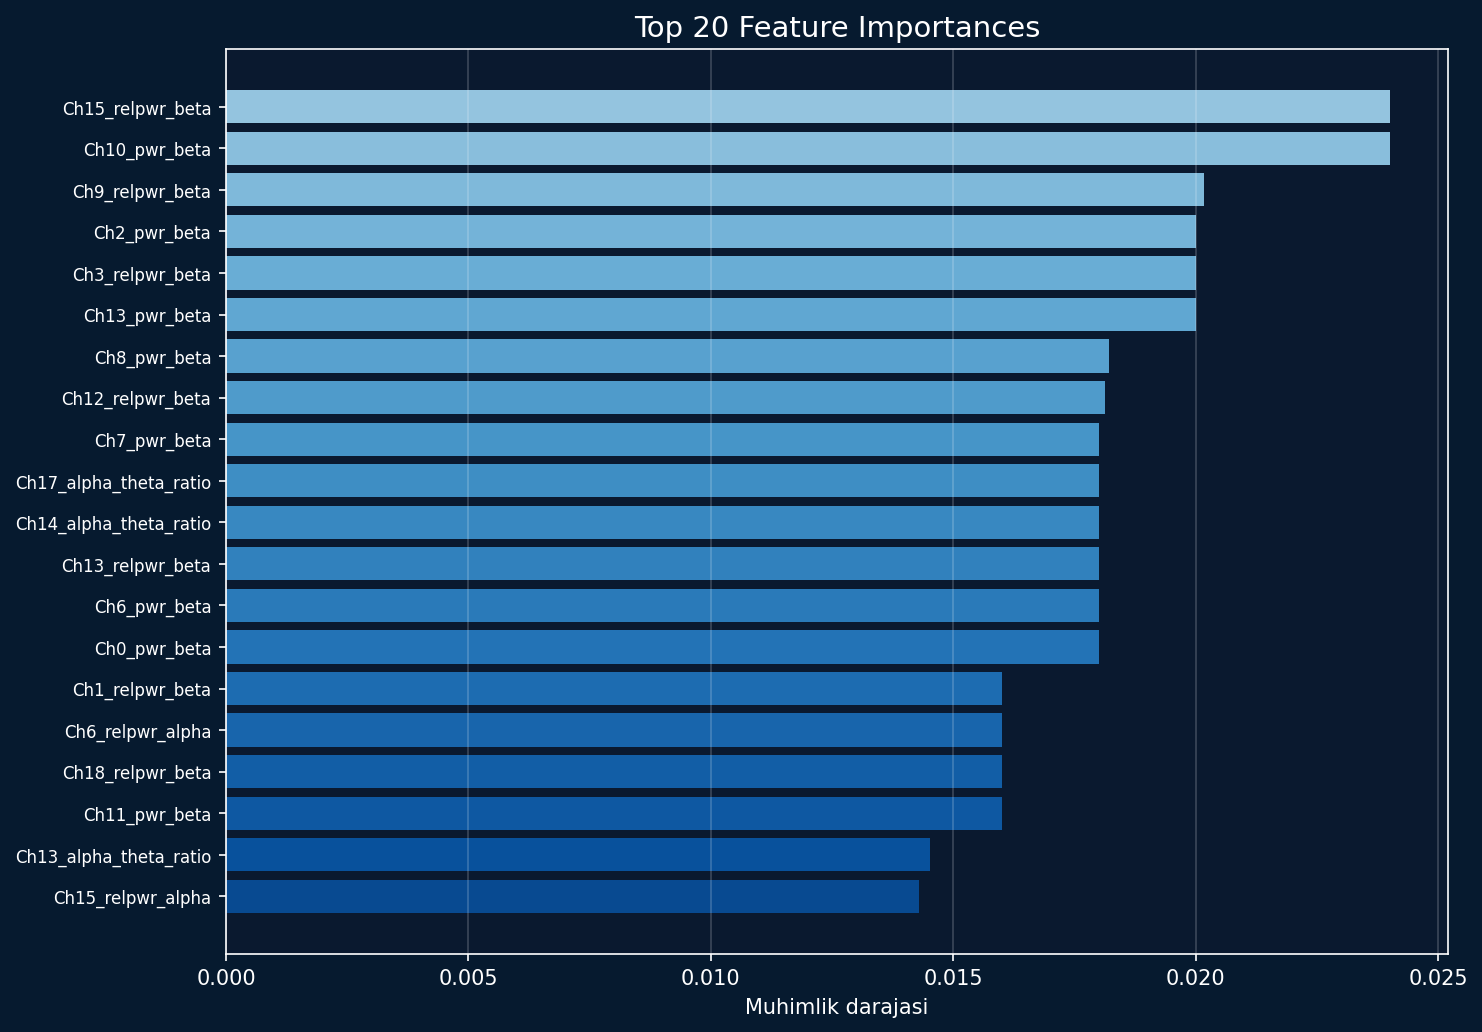 Top 20 Feature Importances
Ch15_relpwr_beta
Ch10_pwr_beta
Ch9_relpwr_beta
Ch2_pwr_beta
Ch3_relpwr_beta
Ch13_pwr_beta
Ch8_pwr_beta
Ch12_relpwr_beta
Ch7_pwr_beta
Ch17_alpha_theta_ratio
Ch14_alpha_theta_ratio
Ch13_relpwr_beta
Ch6_pwr_beta
Ch0_pwr_beta
Ch1_relpwr_beta
Ch6_relpwr_alpha
Ch18_relpwr_beta
Ch11_pwr_beta
Ch13_alpha_theta_ratio
Ch15_relpwr_alpha
0.000 0.005 0.010 0.015 0.020 0.025
Muhimlik darajasi